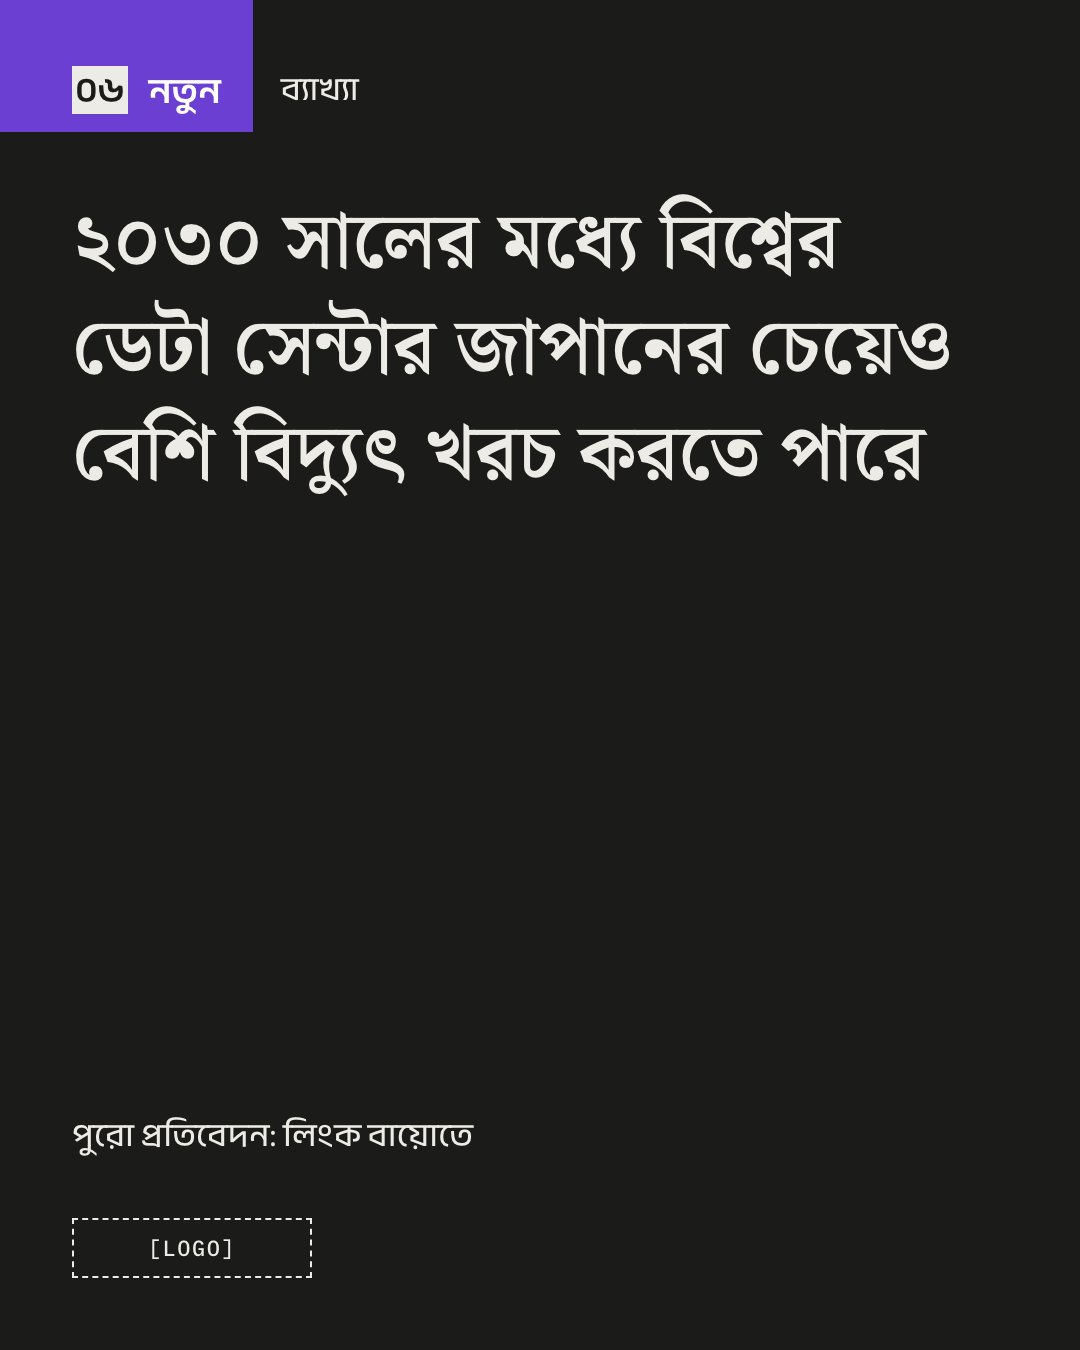 ০৬ নতুন ব্যাখ্যা
২০৩০ সালের মধ্যে বিশ্বের
ডেটা সেন্টার জাপানের চেয়েও
বেশি বিদ্যুৎ খরচ করতে পারে
পুরো প্রতিবেদন: লিংক বায়োতে
[LOGO]